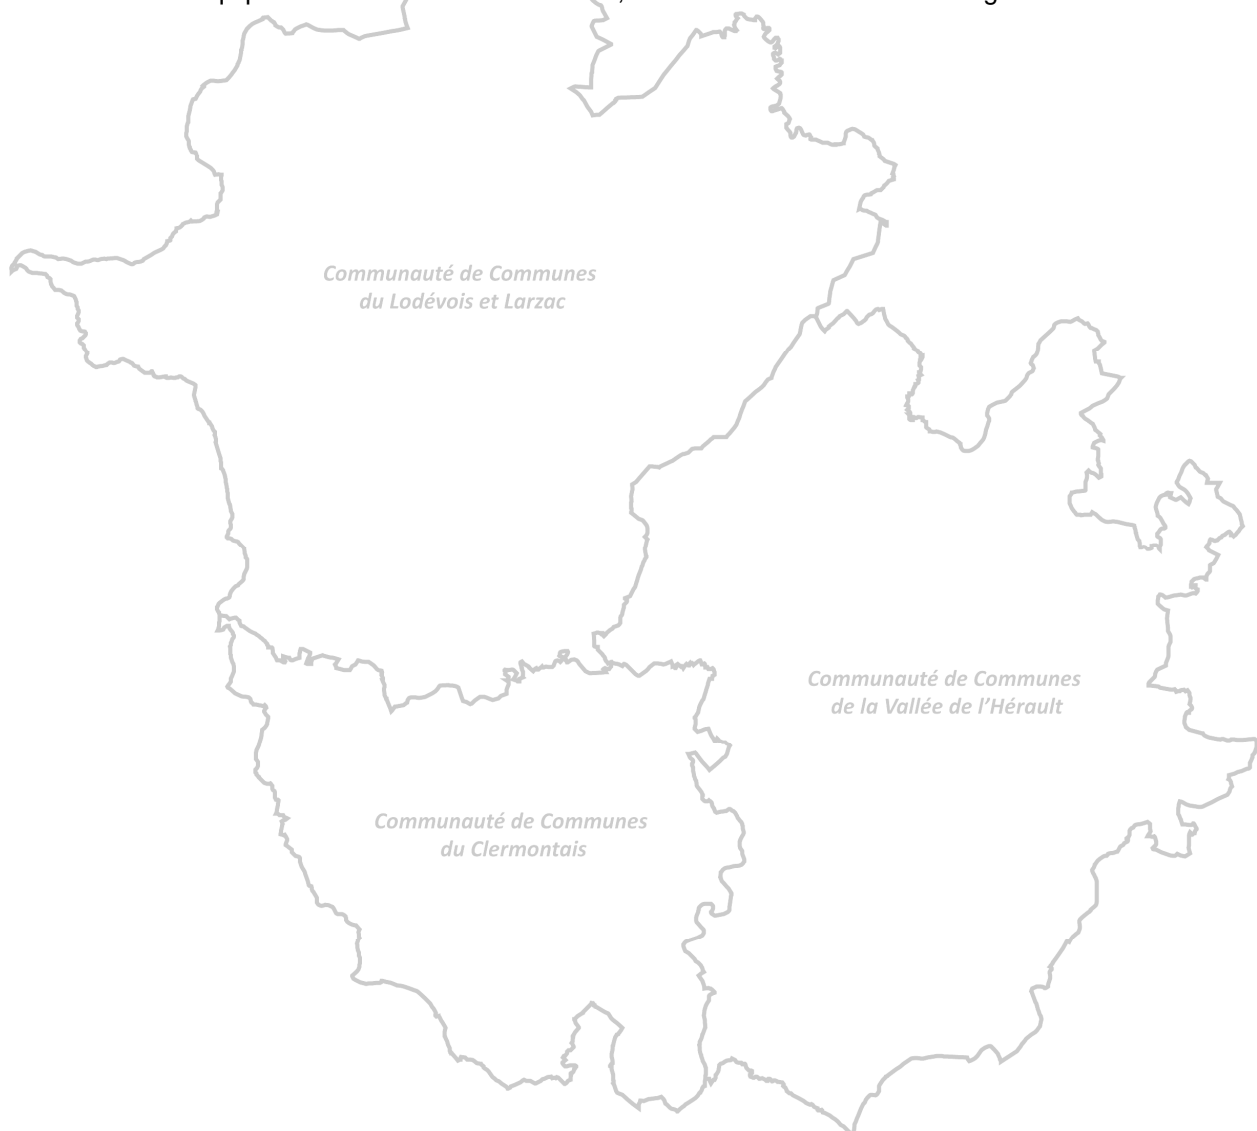 Communauté de Communes
du Lodévois et Larzac
Communauté de Communes
de la Vallée de l'Hérault
Communauté de Communes
du Clermontais